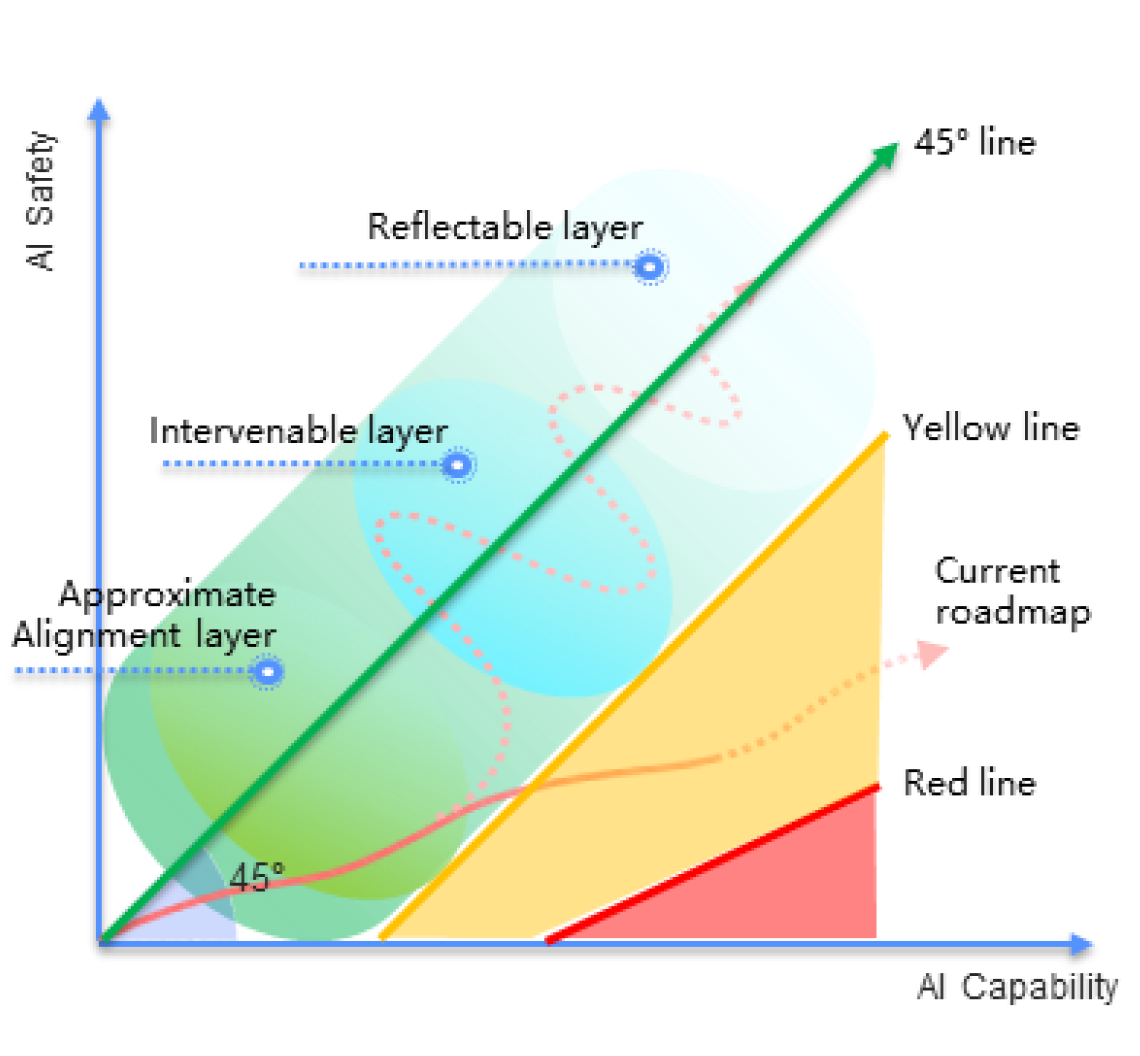 AI Safety
45° line
Reflectable layer
Intervenable layer
Yellow line
Approximate
Alignment layer
Current
roadmap
Red line
45°
AI Capability